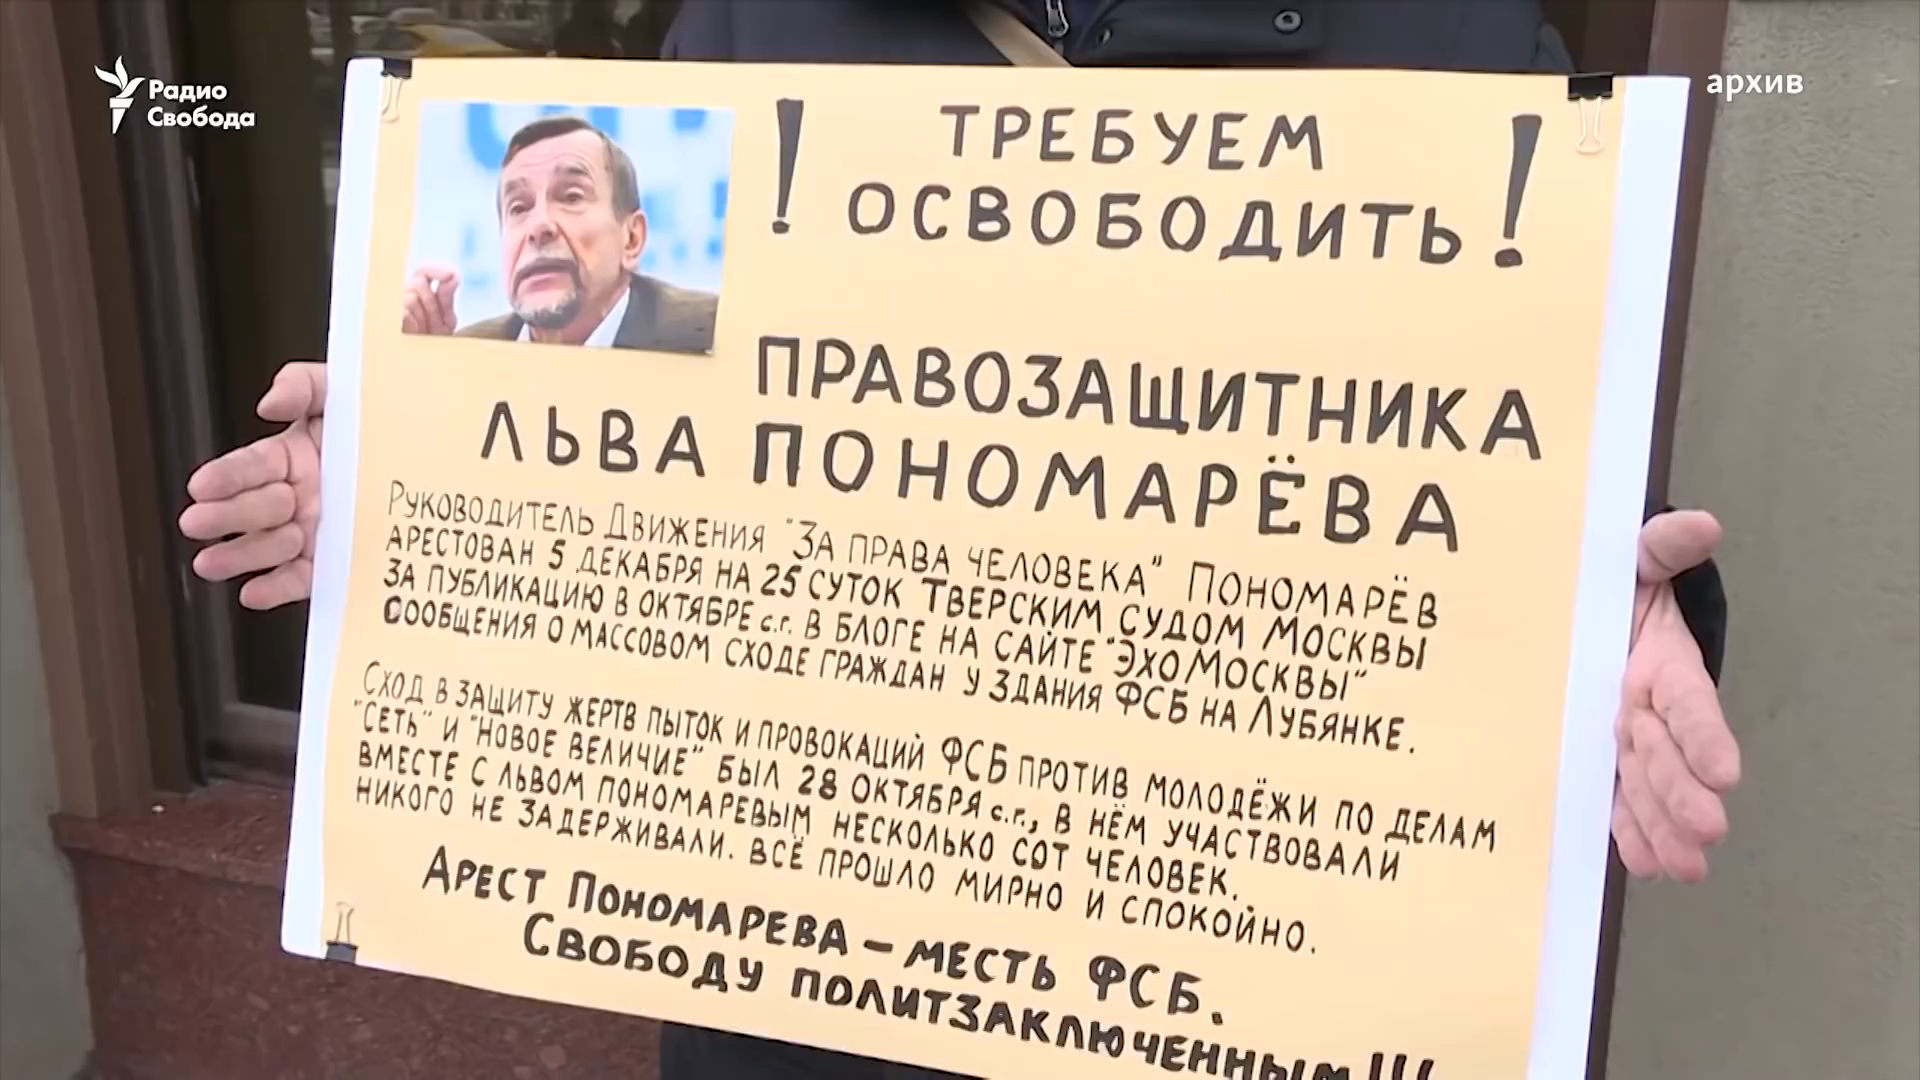 Радио
Свобода
архив
! ТРЕБУЕМ
ОСВОБОДИТЬ !
ПРАВОЗАЩИТНИКА
ЛЬВА ПОНОМАРЁВА
РУКОВОДИТЕЛЬ ДВИЖЕНИЯ "ЗА ПРАВА ЧЕЛОВЕКА" ПОНОМАРЁВ
АРЕСТОВАН 5 ДЕКАБРЯ НА 25 СУТОК ТВЕРСКИМ СУДОМ МОСКВЫ
ЗА ПУБЛИКАЦИЮ В ОКТЯБРЕ с.г. В БЛОГЕ НА САЙТЕ "ЭХО МОСКВЫ"
СООБЩЕНИЯ О МАССОВОМ СХОДЕ ГРАЖДАН У ЗДАНИЯ ФСБ НА ЛУБЯНКЕ.
СХОД В ЗАЩИТУ ЖЕРТВ ПЫТОК И ПРОВОКАЦИЙ ФСБ ПРОТИВ МОЛОДЁЖИ ПО ДЕЛАМ
"СЕТЬ" И "НОВОЕ ВЕЛИЧИЕ" БЫЛ 28 ОКТЯБРЯ с.г., В НЁМ УЧАСТВОВАЛИ
ВМЕСТЕ С ЛЬВОМ ПОНОМАРЕВЫМ НЕСКОЛЬКО СОТ ЧЕЛОВЕК.
НИКОГО НЕ ЗАДЕРЖИВАЛИ. ВСЁ ПРОШЛО МИРНО И СПОКОЙНО.
АРЕСТ ПОНОМАРЕВА – МЕСТЬ ФСБ.
СВОБОДУ ПОЛИТЗАКЛЮЧЕННЫМ!!!